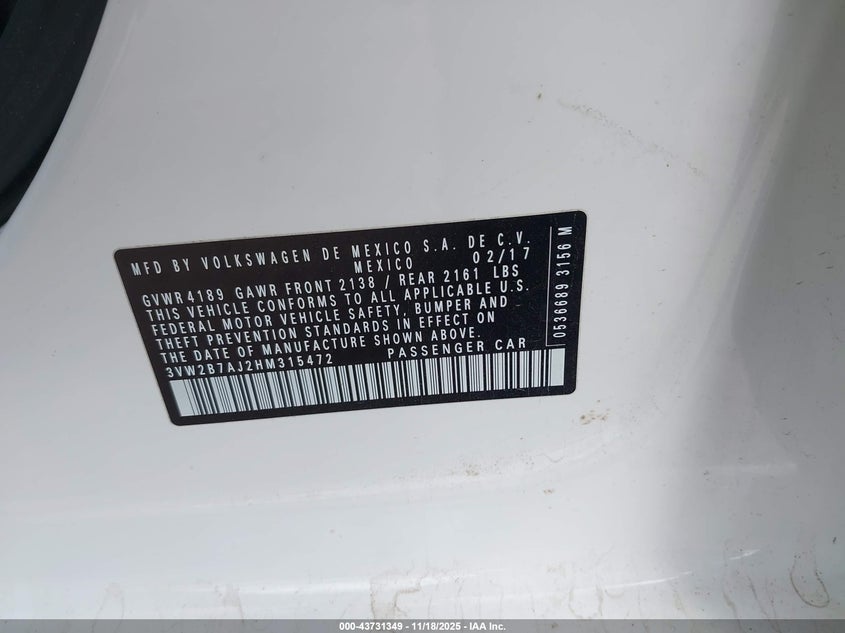 MFD BY VOLKSWAGEN DE MEXICO S.A. DE C.V.
MEXICO 02/17
GVWR 4189 GAWR FRONT 2138 / REAR 2161 LBS
THIS VEHICLE CONFORMS TO ALL APPLICABLE U.S.
FEDERAL MOTOR VEHICLE SAFETY, BUMPER AND
THEFT PREVENTION STANDARDS IN EFFECT ON
THE DATE OF MANUFACTURE SHOWN ABOVE.
3VW2B7AJ2HM315472 PASSENGER CAR
0536689 3156 M
000-43731349 | 11/18/2025 - IAA Inc.